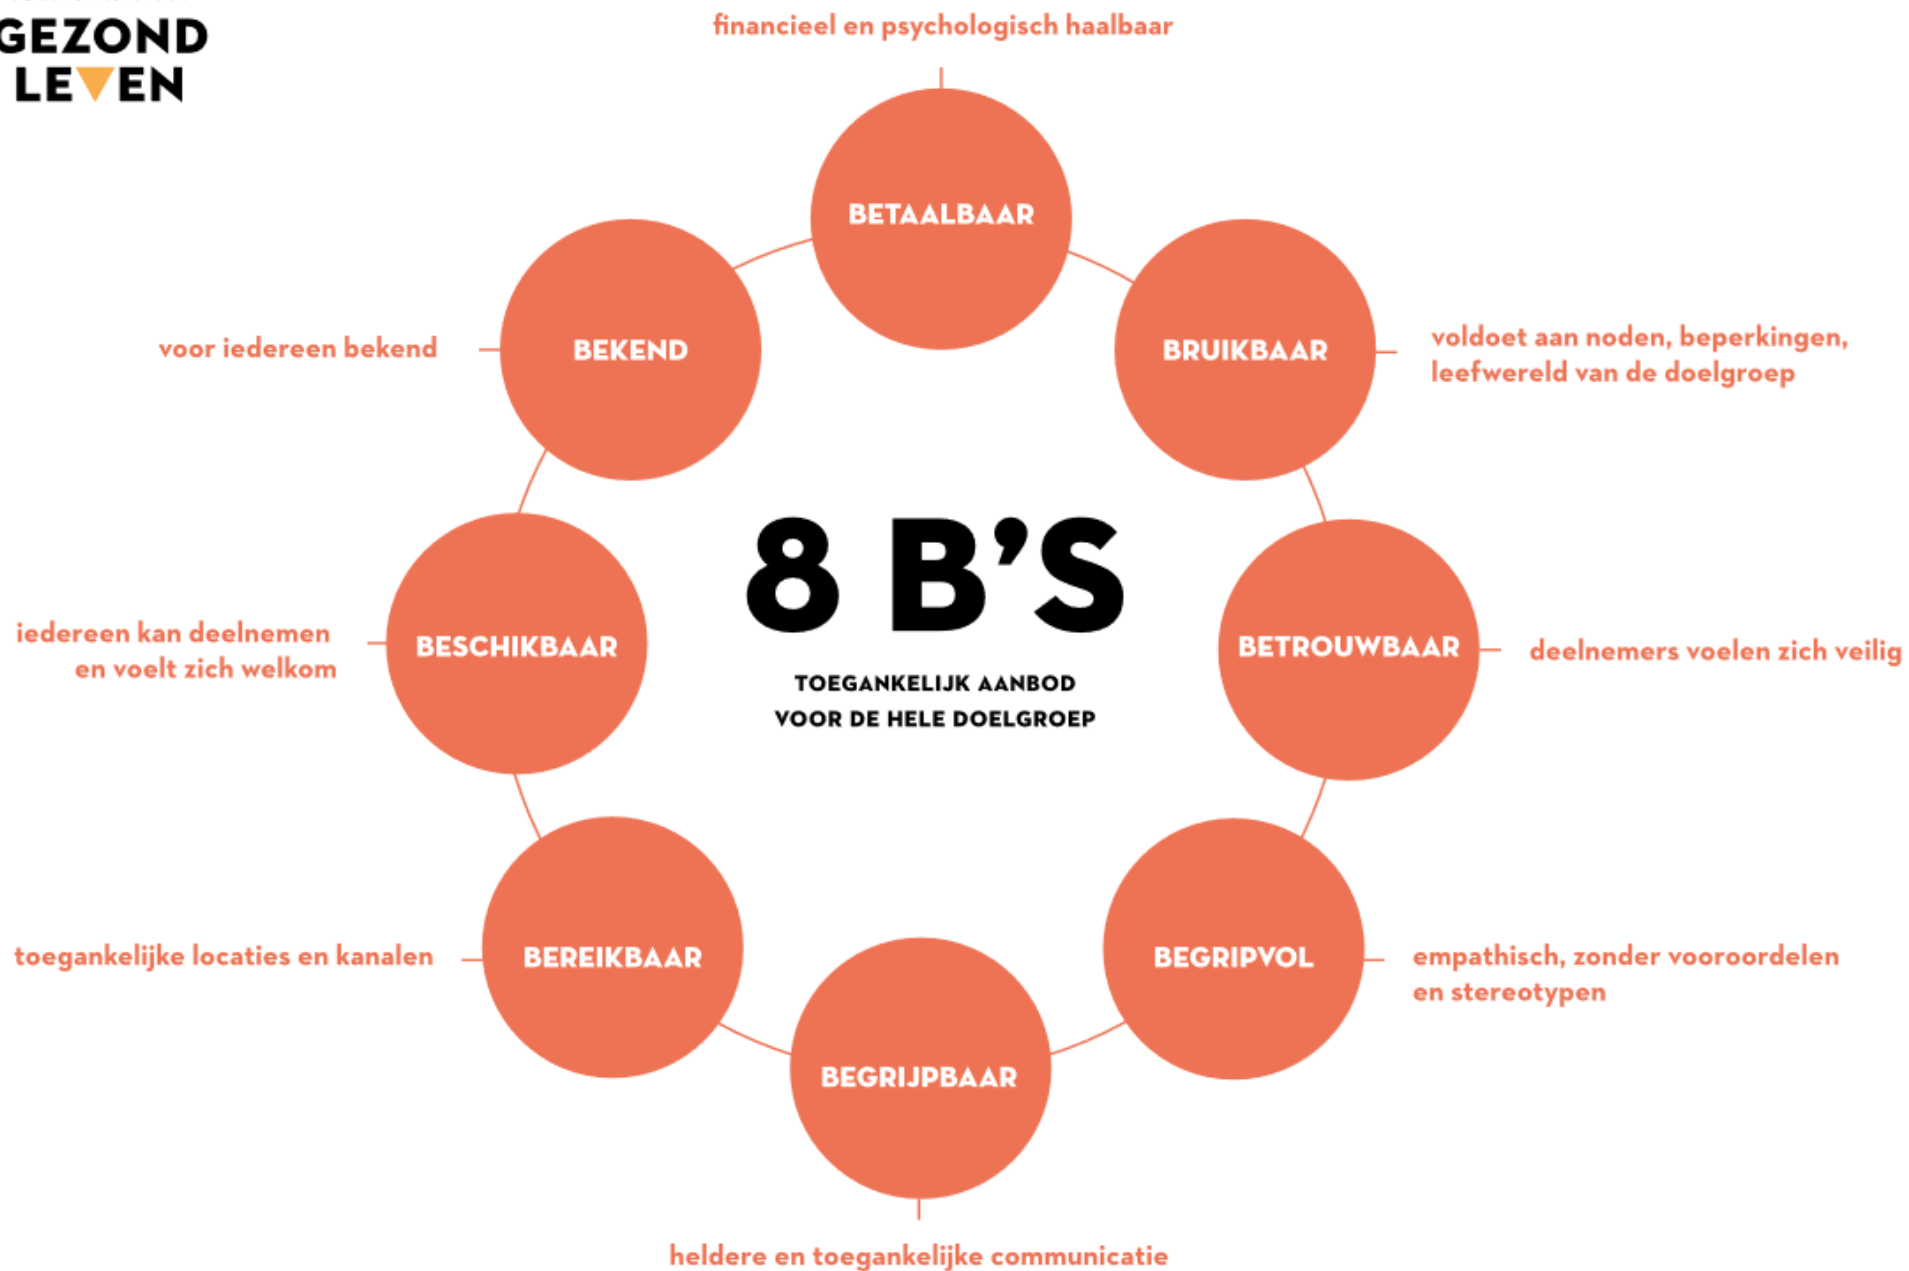 GEZOND
LEVEN
financieel en psychologisch haalbaar
BETAALBAAR
BEKEND
voor iedereen bekend
BRUIKBAAR
voldoet aan noden, beperkingen,
leefwereld van de doelgroep
8 B’S
TOEGANKELIJK AANBOD
VOOR DE HELE DOELGROEP
BESCHIKBAAR
iedereen kan deelnemen
en voelt zich welkom
BETROUWBAAR
deelnemers voelen zich veilig
BEREIKBAAR
toegankelijke locaties en kanalen
BEGRIPVOL
empathisch, zonder vooroordelen
en stereotypen
BEGRIJPBAAR
heldere en toegankelijke communicatie